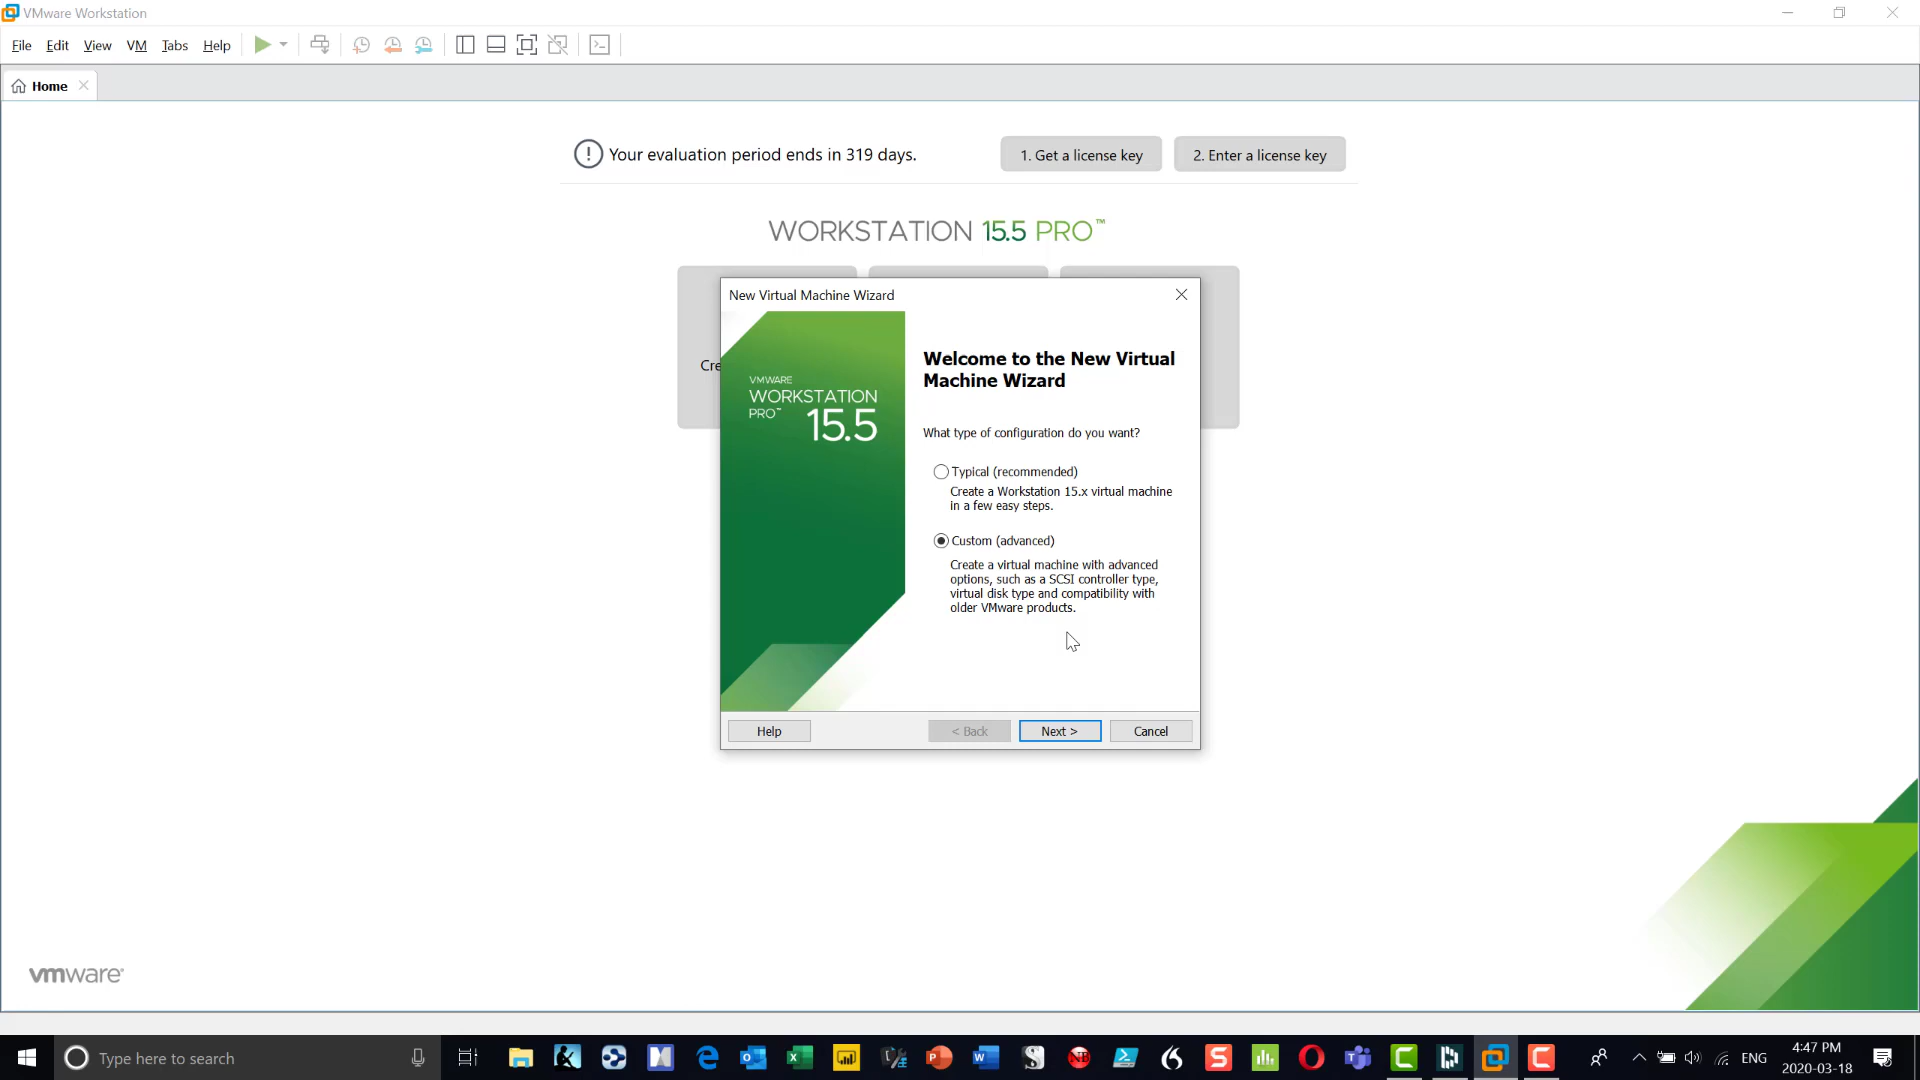 VMware Workstation
File Edit View VM Tabs Help
Home
Your evaluation period ends in 319 days.
1. Get a license key
2. Enter a license key
WORKSTATION 15.5 PRO™
Cre
New Virtual Machine Wizard
VMWARE
WORKSTATION
PRO™ 15.5
Welcome to the New Virtual
Machine Wizard
What type of configuration do you want?
Typical (recommended)
Create a Workstation 15.x virtual machine
in a few easy steps.
Custom (advanced)
Create a virtual machine with advanced
options, such as a SCSI controller type,
virtual disk type and compatibility with
older VMware products.
Help
< Back
Next >
Cancel
vmware®
Type here to search
ENG
4:47 PM
2020-03-18